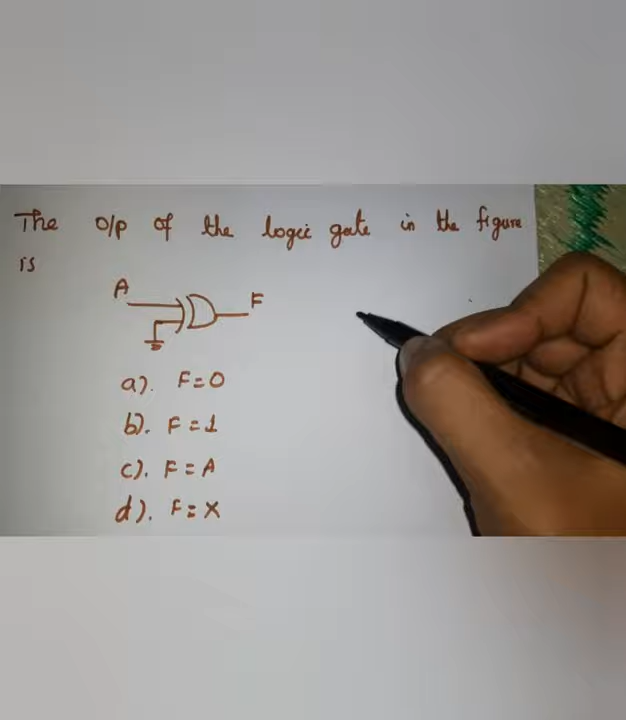 The o/p of the logic gate in the figure
is
A
F
a). F=0
b). F=1
c). F=A
d). F=X